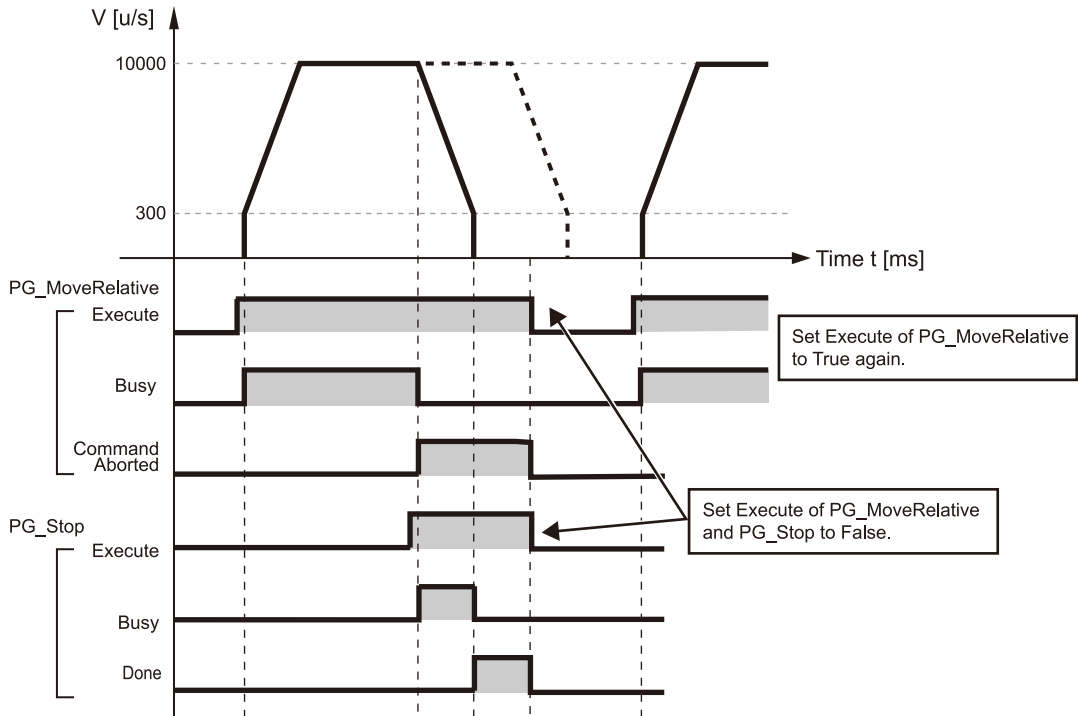 V [u/s]
10000
300
Time t [ms]
PG_MoveRelative
Execute
Set Execute of PG_MoveRelative
to True again.
Busy
Command
Aborted
Set Execute of PG_MoveRelative
and PG_Stop to False.
PG_Stop
Execute
Busy
Done